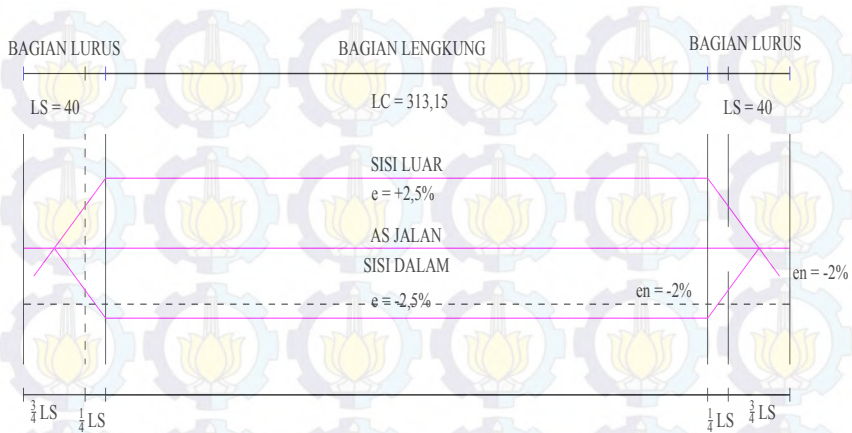 BAGIAN LURUS
BAGIAN LENGKUNG
BAGIAN LURUS
LS = 40
LC = 313,15
LS = 40
SISI LUAR
e = +2,5%
AS JALAN
SISI DALAM
e = -2,5%
en = -2%
en = -2%
3/4 LS
1/4 LS
1/4 LS
3/4 LS